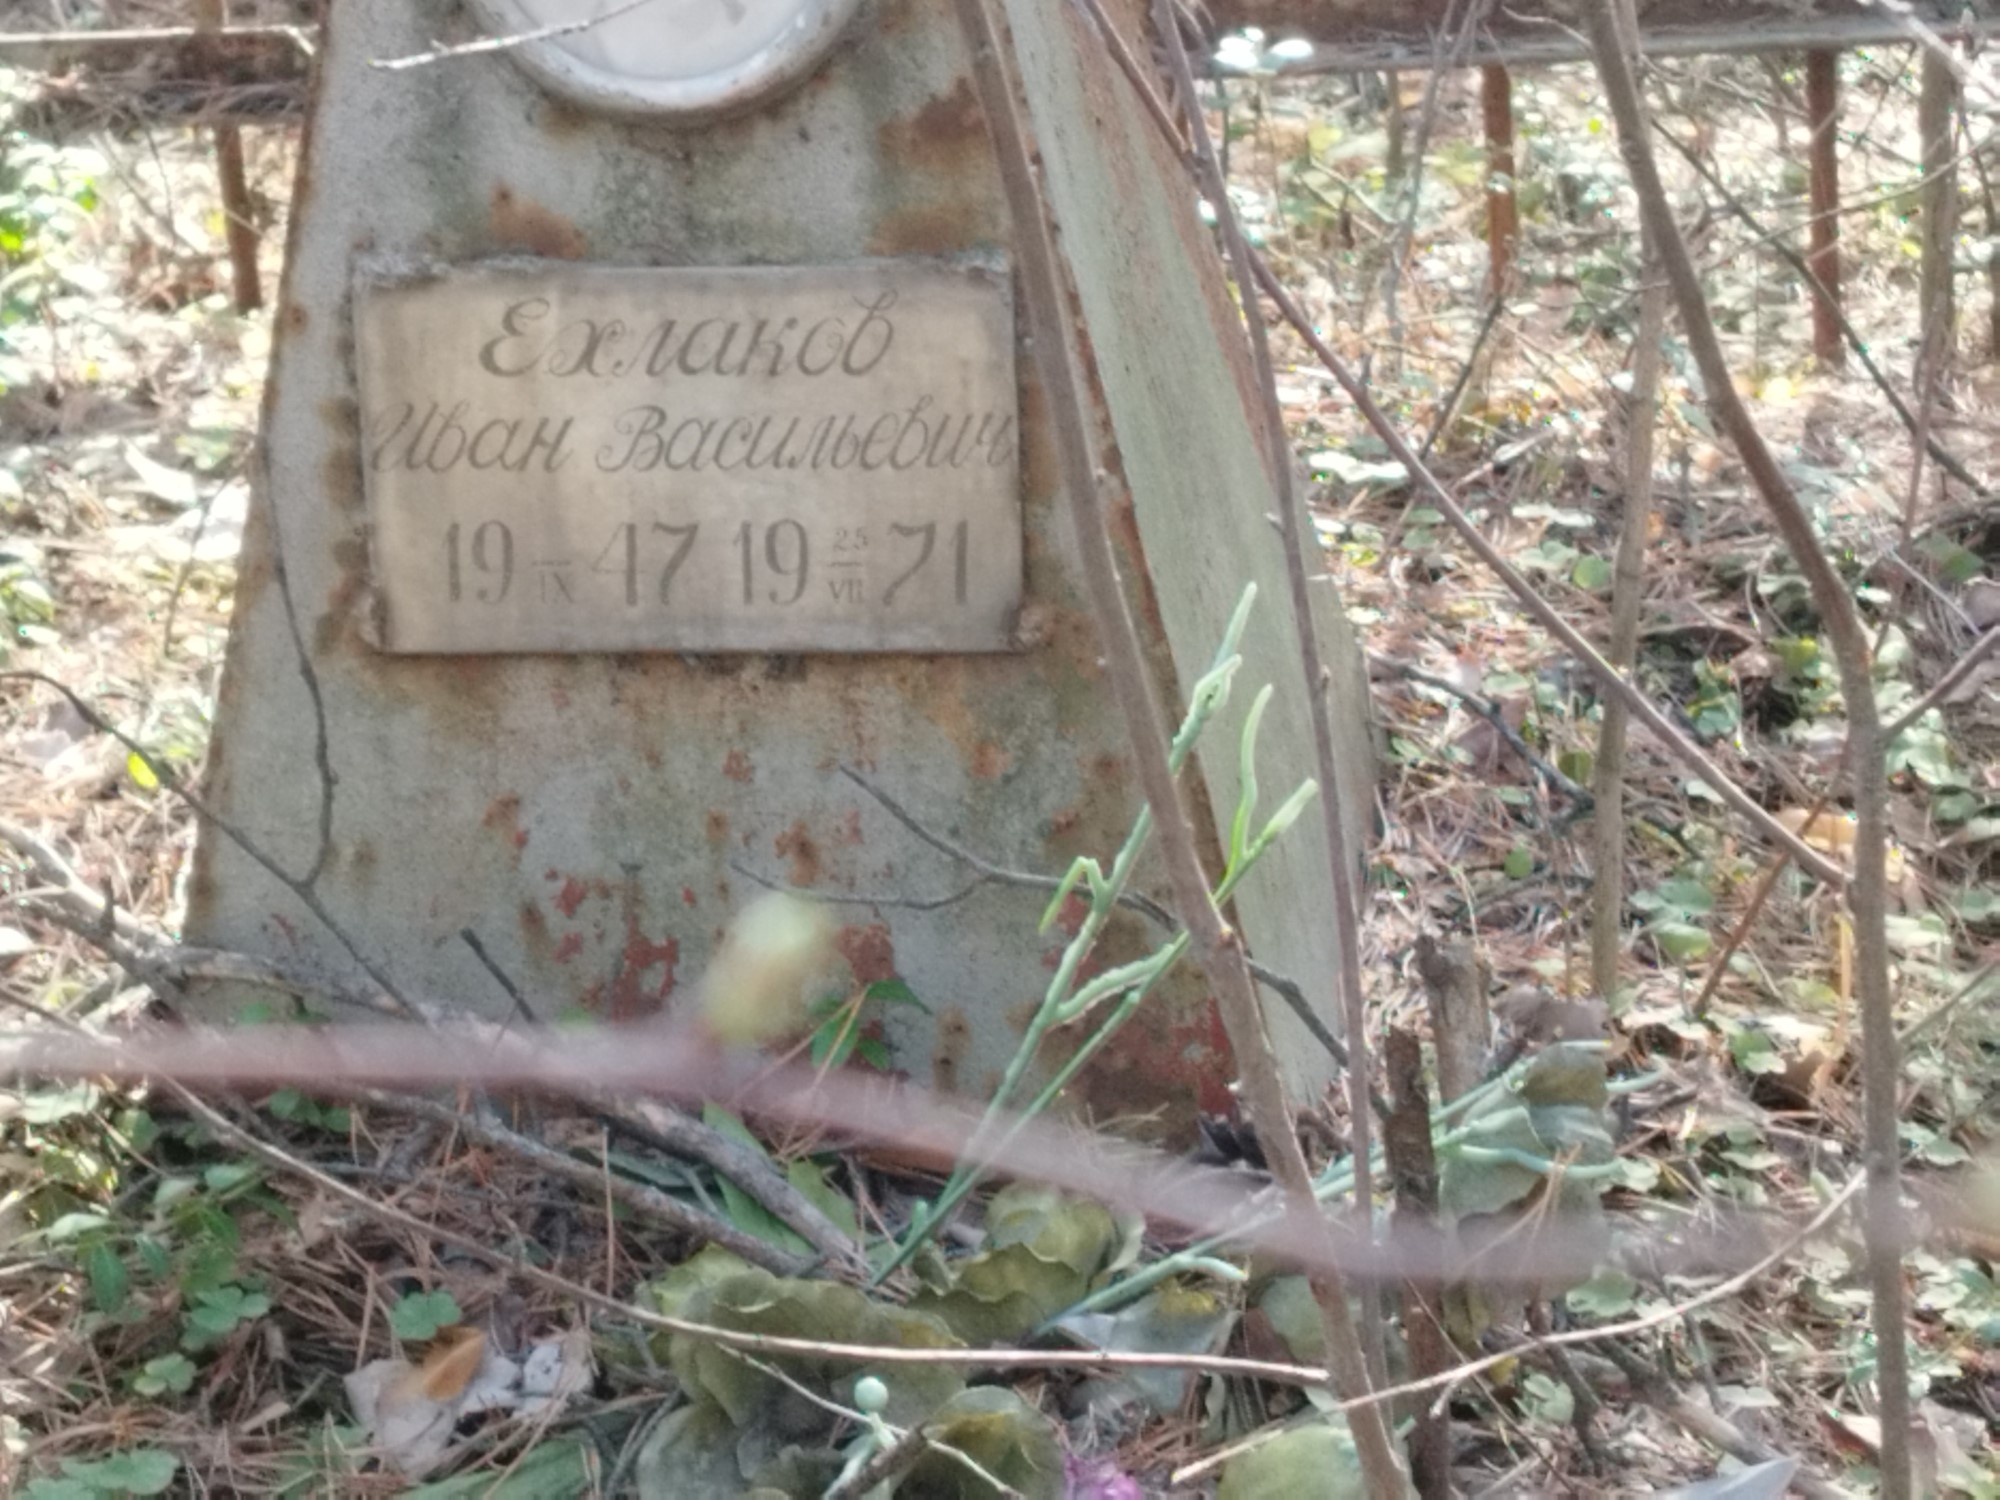 Ехлаков
Иван Васильевич
19 IX 47 19 25/VII 71